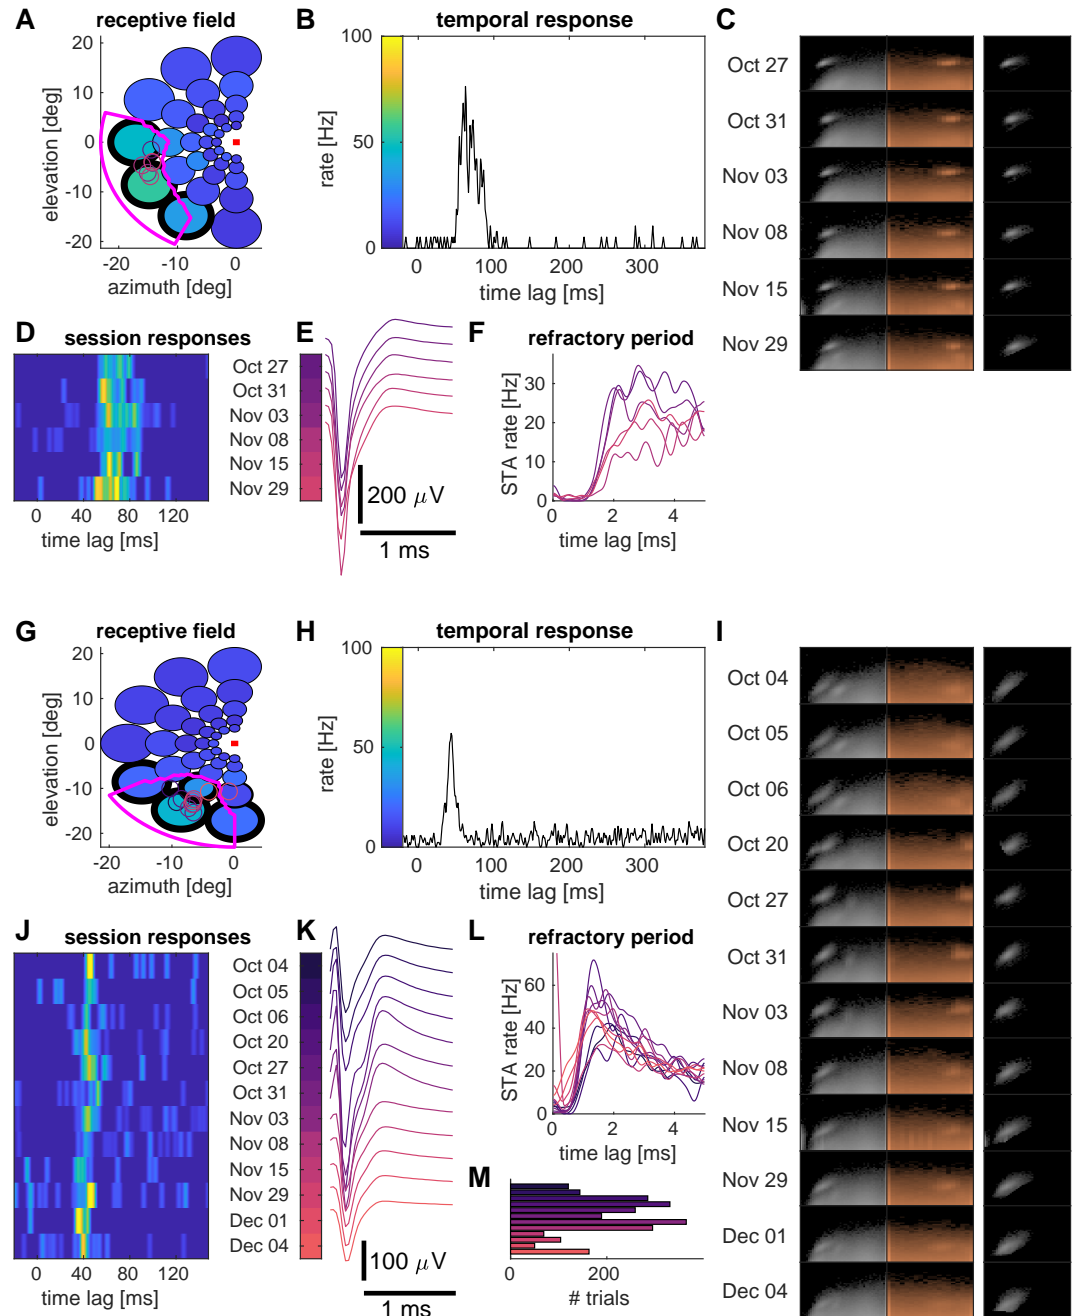 A receptive field
20
10
0
-10
-20
elevation [deg]
-20 -10 0
azimuth [deg]
B temporal response
100
50
0
rate [Hz]
0 100 200 300
time lag [ms]
C
Oct 27
Oct 31
Nov 03
Nov 08
Nov 15
Nov 29
D session responses
0 40 80 120
time lag [ms]
E
Oct 27
Oct 31
Nov 03
Nov 08
Nov 15
Nov 29
200 μV
1 ms
F refractory period
30
20
10
0
STA rate [Hz]
0 2 4
time lag [ms]
G receptive field
20
10
0
-10
-20
elevation [deg]
-20 -10 0
azimuth [deg]
H temporal response
100
50
0
rate [Hz]
0 100 200 300
time lag [ms]
I
Oct 04
Oct 05
Oct 06
Oct 20
Oct 27
Oct 31
Nov 03
Nov 08
Nov 15
Nov 29
Dec 01
Dec 04
J session responses
0 40 80 120
time lag [ms]
K
Oct 04
Oct 05
Oct 06
Oct 20
Oct 27
Oct 31
Nov 03
Nov 08
Nov 15
Nov 29
Dec 01
Dec 04
100 μV
1 ms
L refractory period
60
40
20
0
STA rate [Hz]
0 2 4
time lag [ms]
M
0 200
# trials